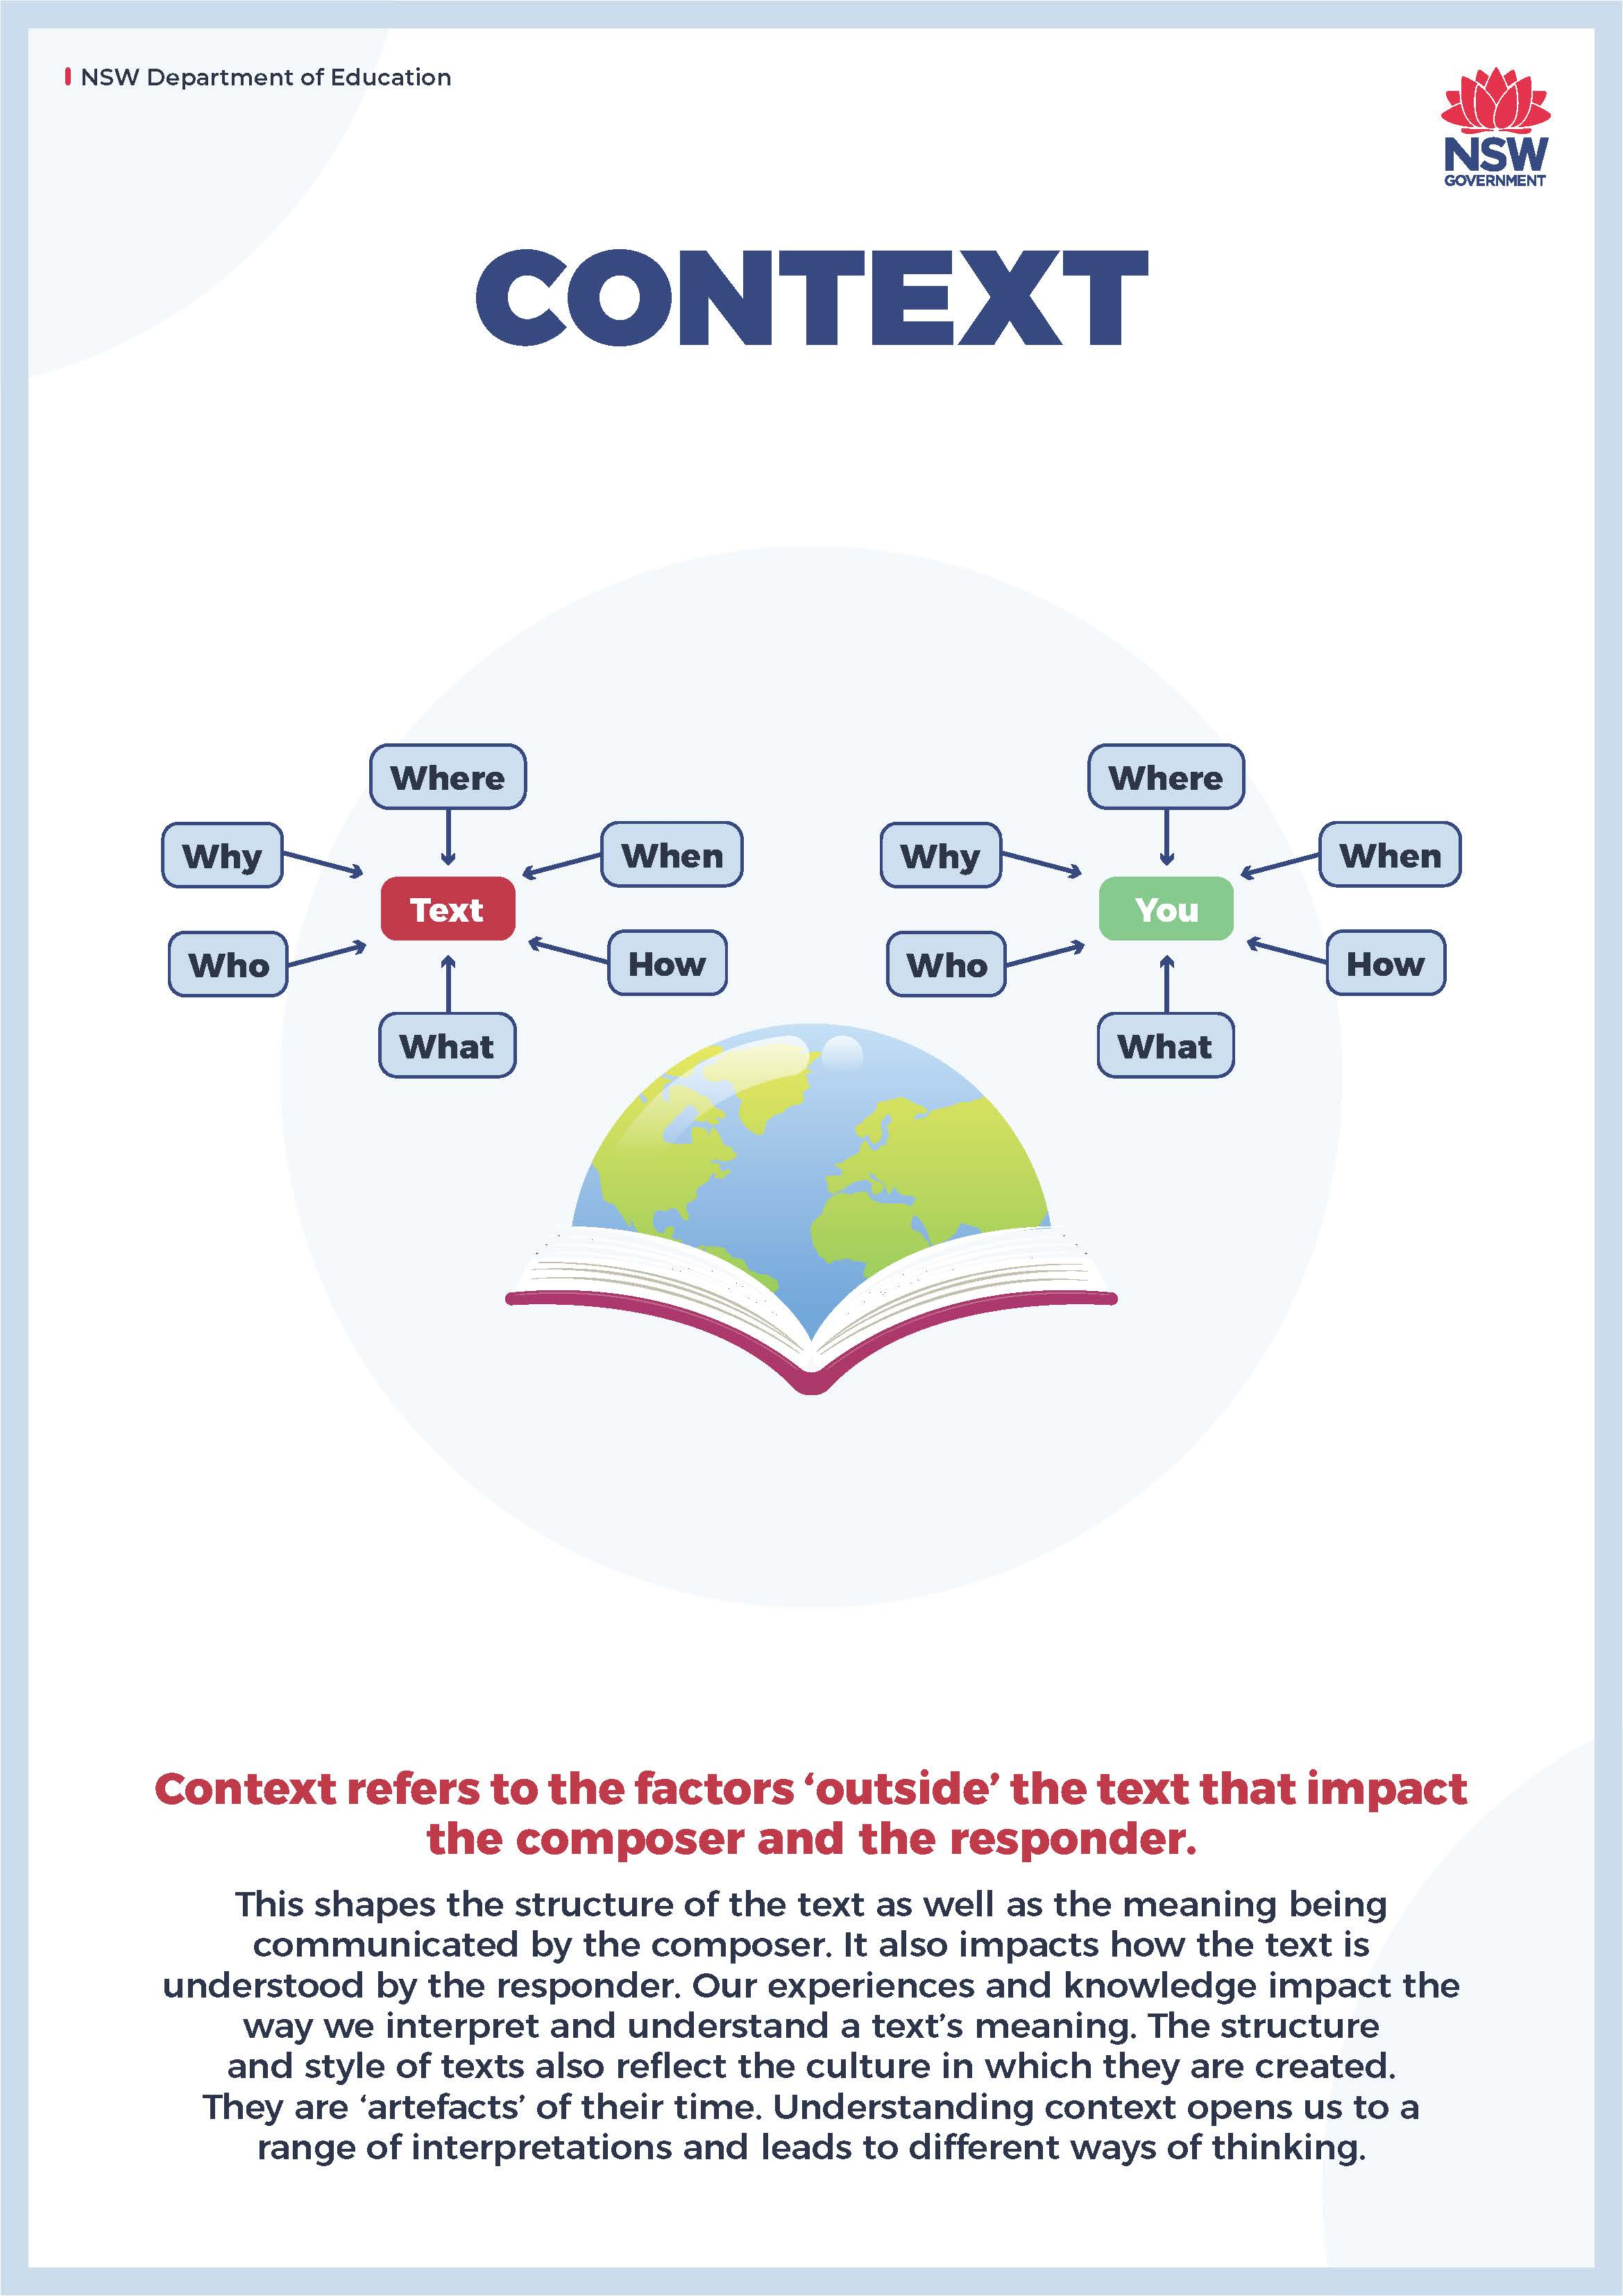 NSW Department of Education
NSW
GOVERNMENT
CONTEXT
Where
Why
When
Text
Who
How
What
Where
Why
When
You
Who
How
What
Context refers to the factors ‘outside’ the text that impact
the composer and the responder.
This shapes the structure of the text as well as the meaning being
communicated by the composer. It also impacts how the text is
understood by the responder. Our experiences and knowledge impact the
way we interpret and understand a text’s meaning. The structure
and style of texts also reflect the culture in which they are created.
They are ‘artefacts’ of their time. Understanding context opens us to a
range of interpretations and leads to different ways of thinking.